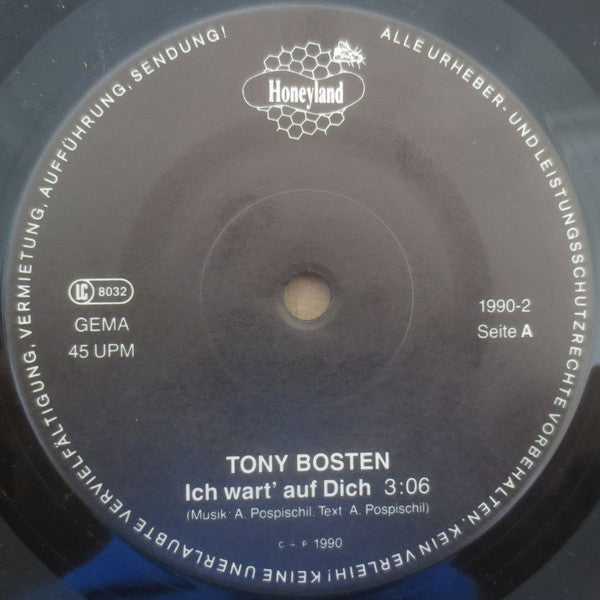 ALLE URHEBER- UND LEISTUNGSSCHUTZRECHTE VORBEHALTEN. KEIN VERLEIH! KEINE UNERLAUBTE VERVIELFÄLTIGUNG, VERMIETUNG, AUFFÜHRUNG, SENDUNG!
Honeyland
LC 8032
GEMA
45 UPM
1990-2
Seite A
TONY BOSTEN
Ich wart' auf Dich 3:06
(Musik: A. Pospischil, Text A. Pospischil)
C + P 1990